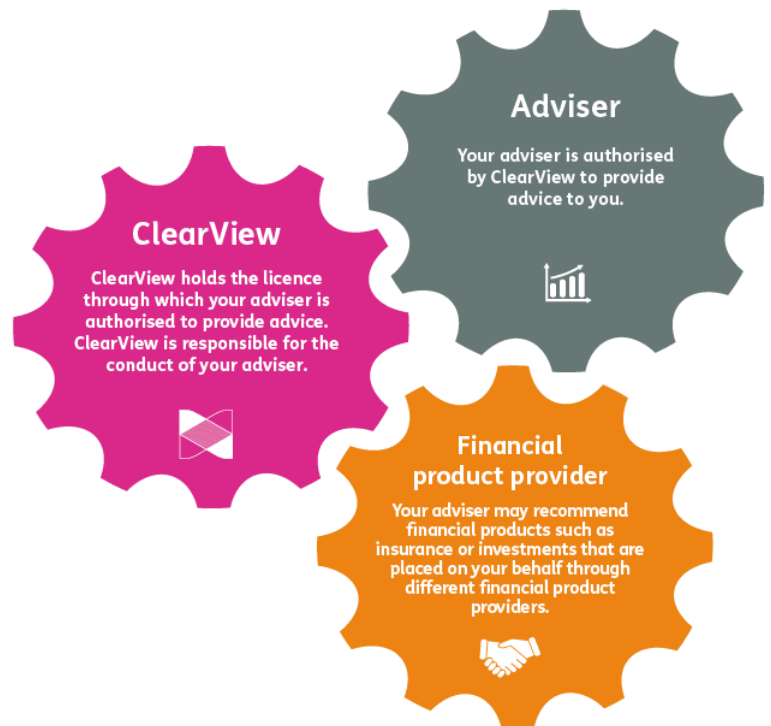 Adviser
Your adviser is authorised
by ClearView to provide
advice to you.
ClearView
ClearView holds the licence
through which your adviser is
authorised to provide advice.
ClearView is responsible for the
conduct of your adviser.
Financial
product provider
Your adviser may recommend
financial products such as
insurance or investments that are
placed on your behalf through
different financial product
providers.